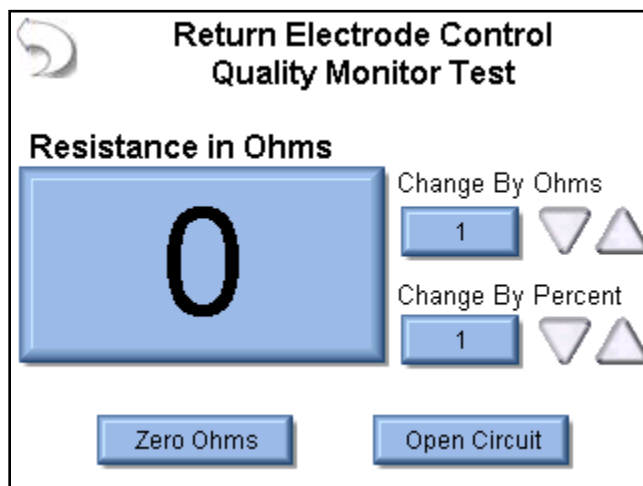 Return Electrode Control
Quality Monitor Test
Resistance in Ohms
0
Change By Ohms
1
Change By Percent
1
Zero Ohms
Open Circuit